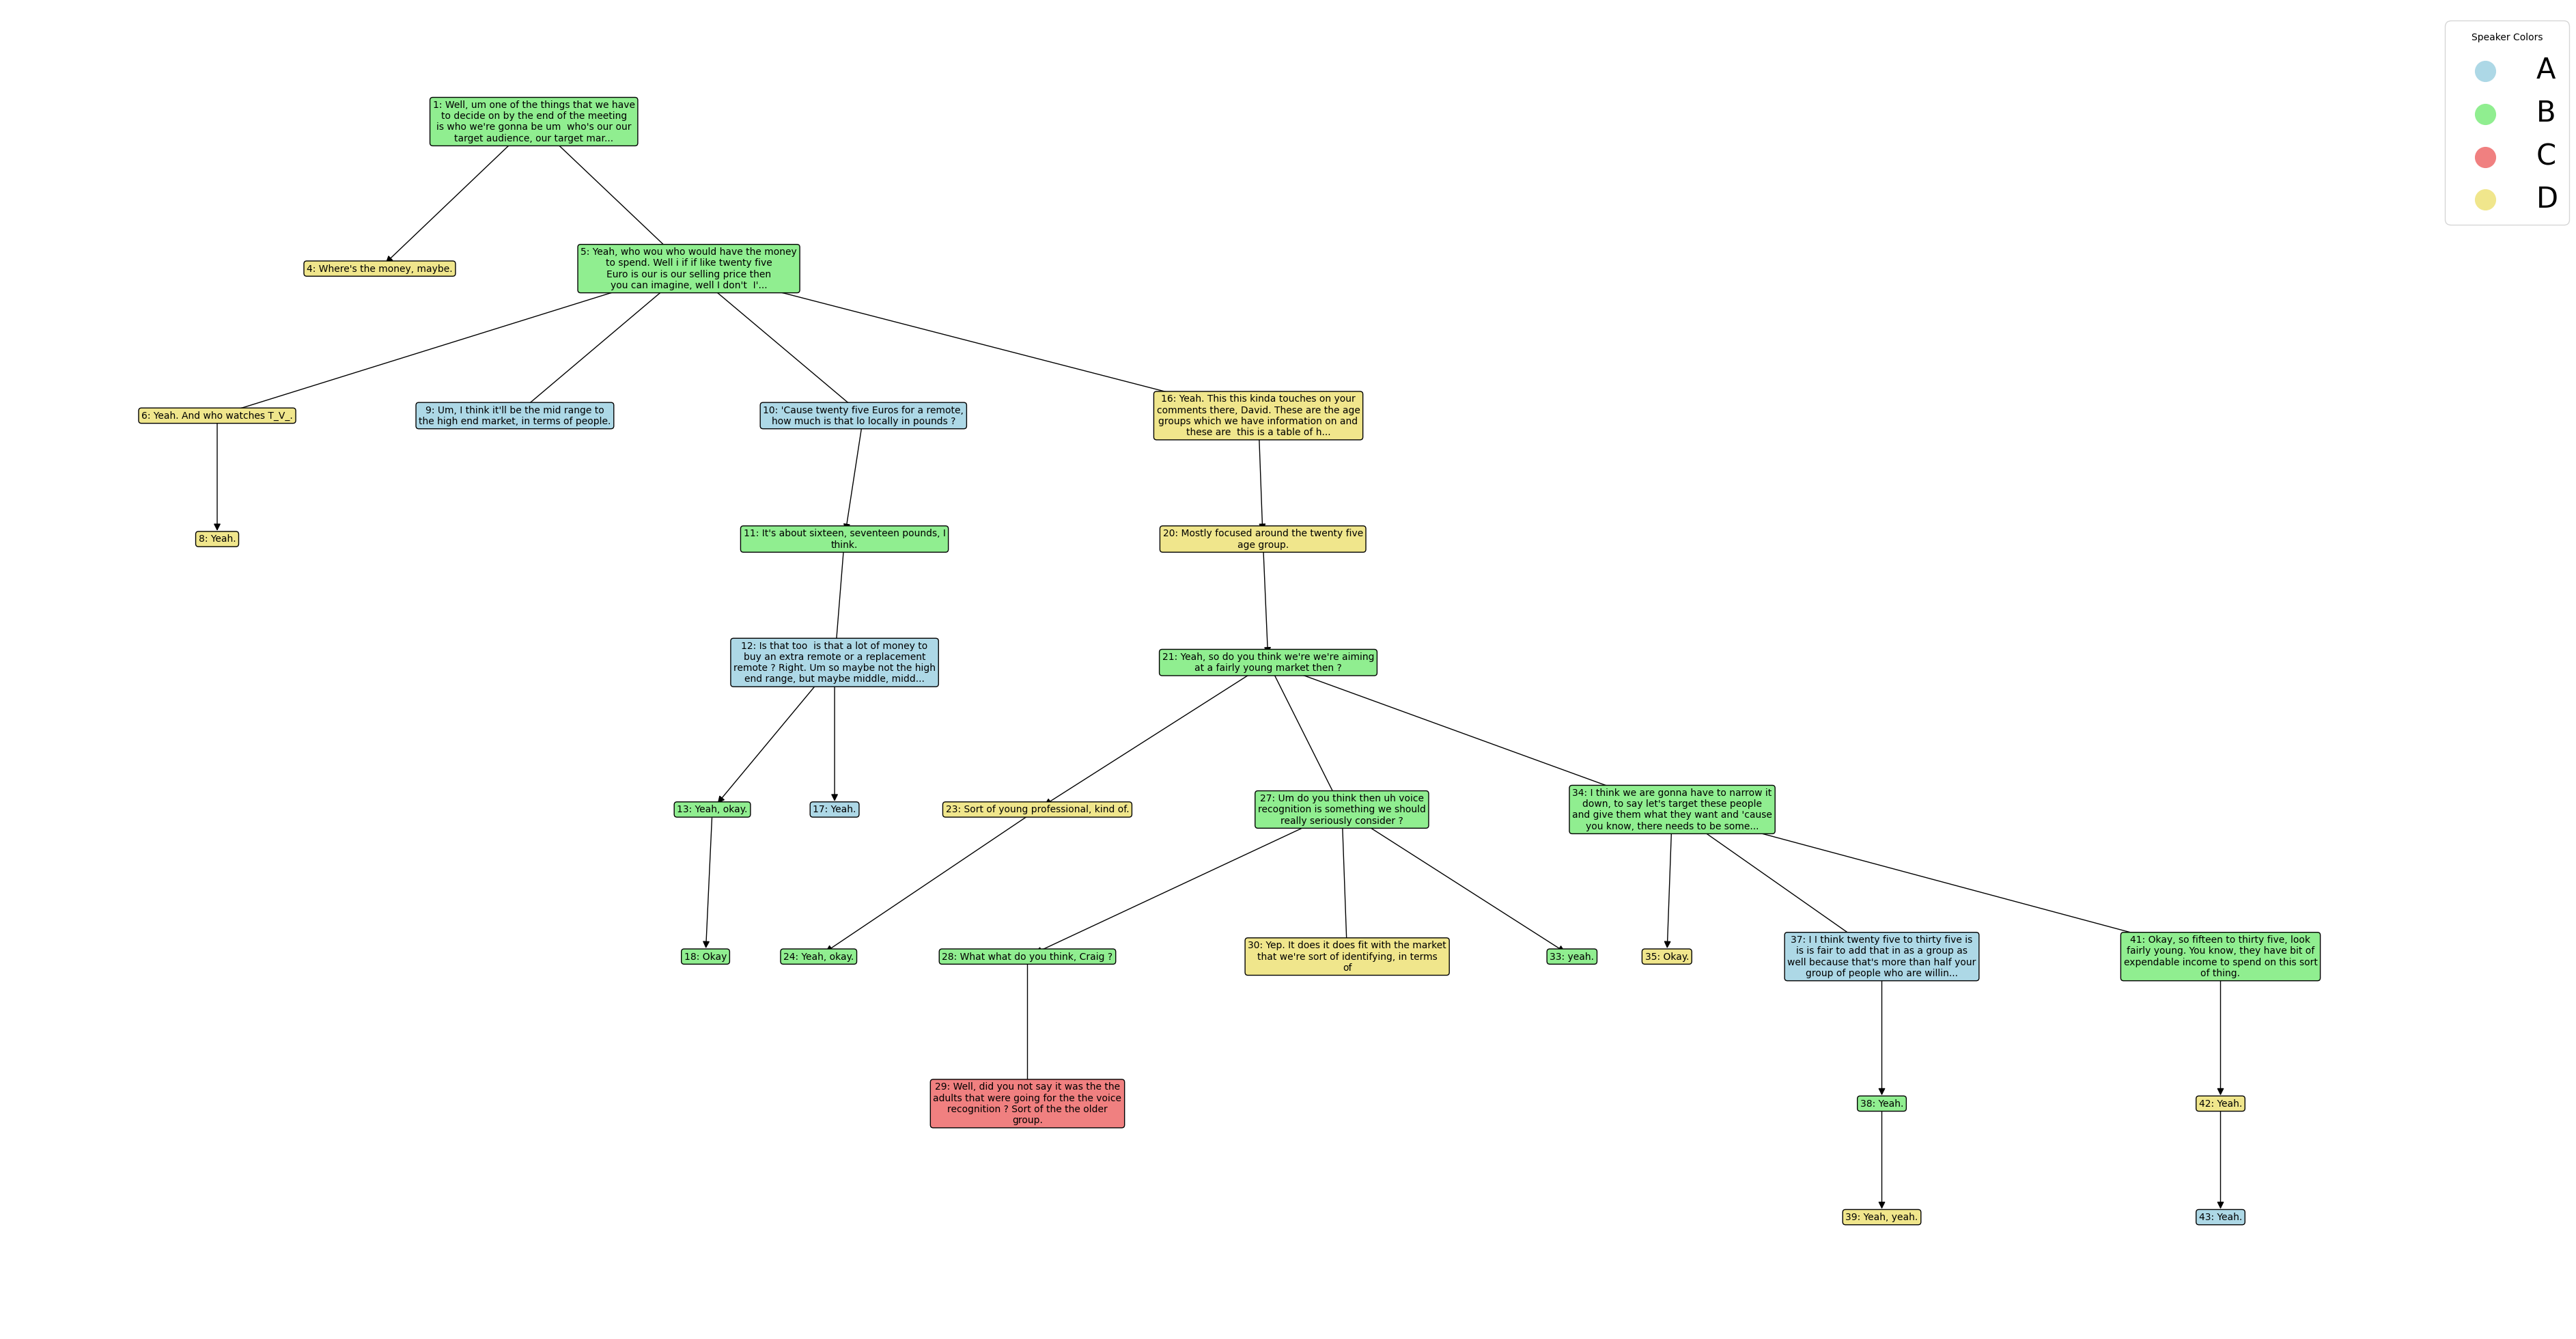 Speaker Colors
A
B
C
D
1: Well, um one of the things that we have
to decide on by the end of the meeting
is who we're gonna be um  who's our our
target audience, our target mar...
4: Where's the money, maybe.
5: Yeah, who wou who would have the money
to spend. Well i if if like twenty five
Euro is our is our selling price then
you can imagine, well I don't  I'...
6: Yeah. And who watches T_V_.
9: Um, I think it'll be the mid range to
the high end market, in terms of people.
10: 'Cause twenty five Euros for a remote,
how much is that lo locally in pounds ?
16: Yeah. This this kinda touches on your
comments there, David. These are the age
groups which we have information on and
these are  this is a table of h...
8: Yeah.
11: It's about sixteen, seventeen pounds, I
think.
20: Mostly focused around the twenty five
age group.
12: Is that too  is that a lot of money to
buy an extra remote or a replacement
remote ? Right. Um so maybe not the high
end range, but maybe middle, midd...
21: Yeah, so do you think we're we're aiming
at a fairly young market then ?
13: Yeah, okay.
17: Yeah.
23: Sort of young professional, kind of.
27: Um do you think then uh voice
recognition is something we should
really seriously consider ?
34: I think we are gonna have to narrow it
down, to say let's target these people
and give them what they want and 'cause
you know, there needs to be some...
18: Okay
24: Yeah, okay.
28: What what do you think, Craig ?
30: Yep. It does it does fit with the market
that we're sort of identifying, in terms
of
33: yeah.
35: Okay.
37: I I think twenty five to thirty five is
is is fair to add that in as a group as
well because that's more than half your
group of people who are willin...
41: Okay, so fifteen to thirty five, look
fairly young. You know, they have bit of
expendable income to spend on this sort
of thing.
29: Well, did you not say it was the the
adults that were going for the the voice
recognition ? Sort of the the older
group.
38: Yeah.
42: Yeah.
39: Yeah, yeah.
43: Yeah.